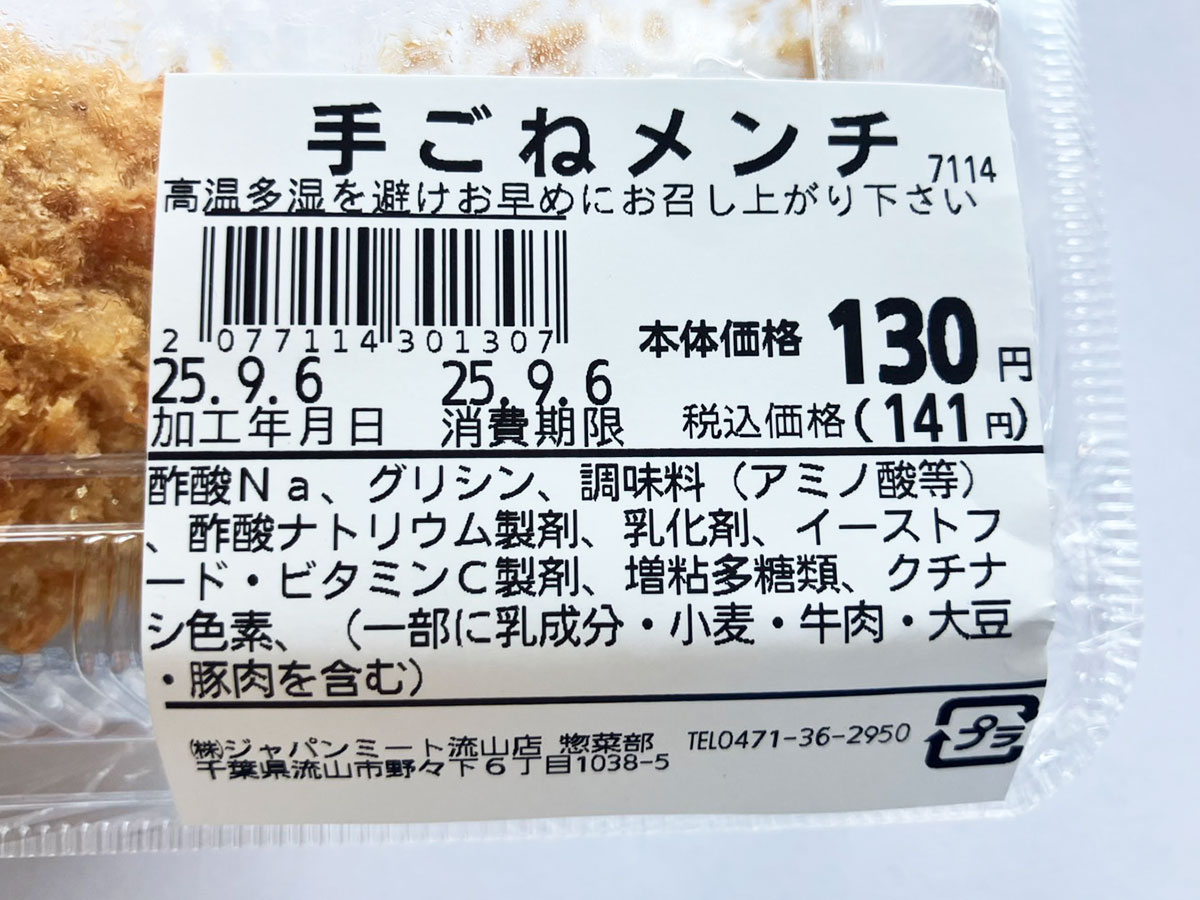 手ごねメンチ
7114
高温多湿を避けお早めにお召し上がり下さい
2 077114 301307
本体価格 130円
25.9.6 25.9.6
加工年月日 消費期限 税込価格(141円)
酢酸Na、グリシン、調味料（アミノ酸等）
、酢酸ナトリウム製剤、乳化剤、イーストフ
ード・ビタミンC製剤、増粘多糖類、クチナ
シ色素、（一部に乳成分・小麦・牛肉・大豆
・豚肉を含む）
㈱ジャパンミート流山店 惣菜部 TEL0471-36-2950
千葉県流山市野々下6丁目1038-5
プラ